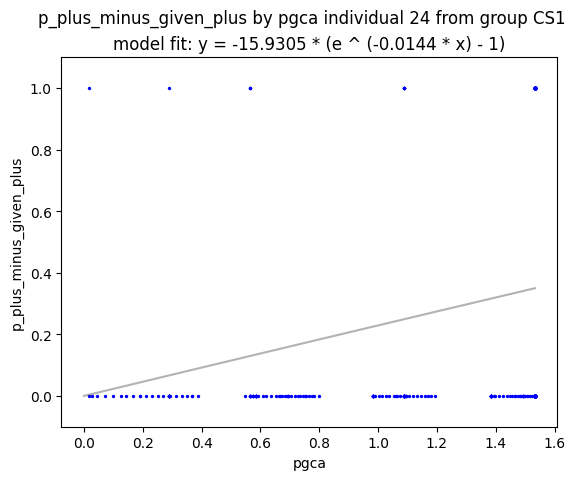 p_plus_minus_given_plus by pgca individual 24 from group CS1
model fit: y = -15.9305 * (e ^ (-0.0144 * x) - 1)
1.0
0.8
0.6
0.4
0.2
0.0
p_plus_minus_given_plus
0.0 0.2 0.4 0.6 0.8 1.0 1.2 1.4 1.6
pgca